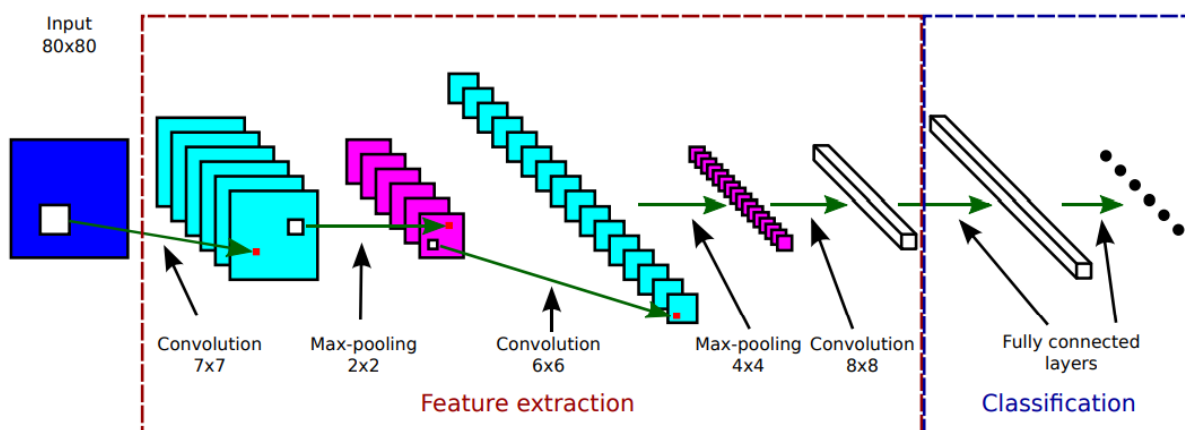 Input
80x80
Convolution
7x7
Max-pooling
2x2
Convolution
6x6
Max-pooling
4x4
Convolution
8x8
Fully connected
layers
Feature extraction
Classification